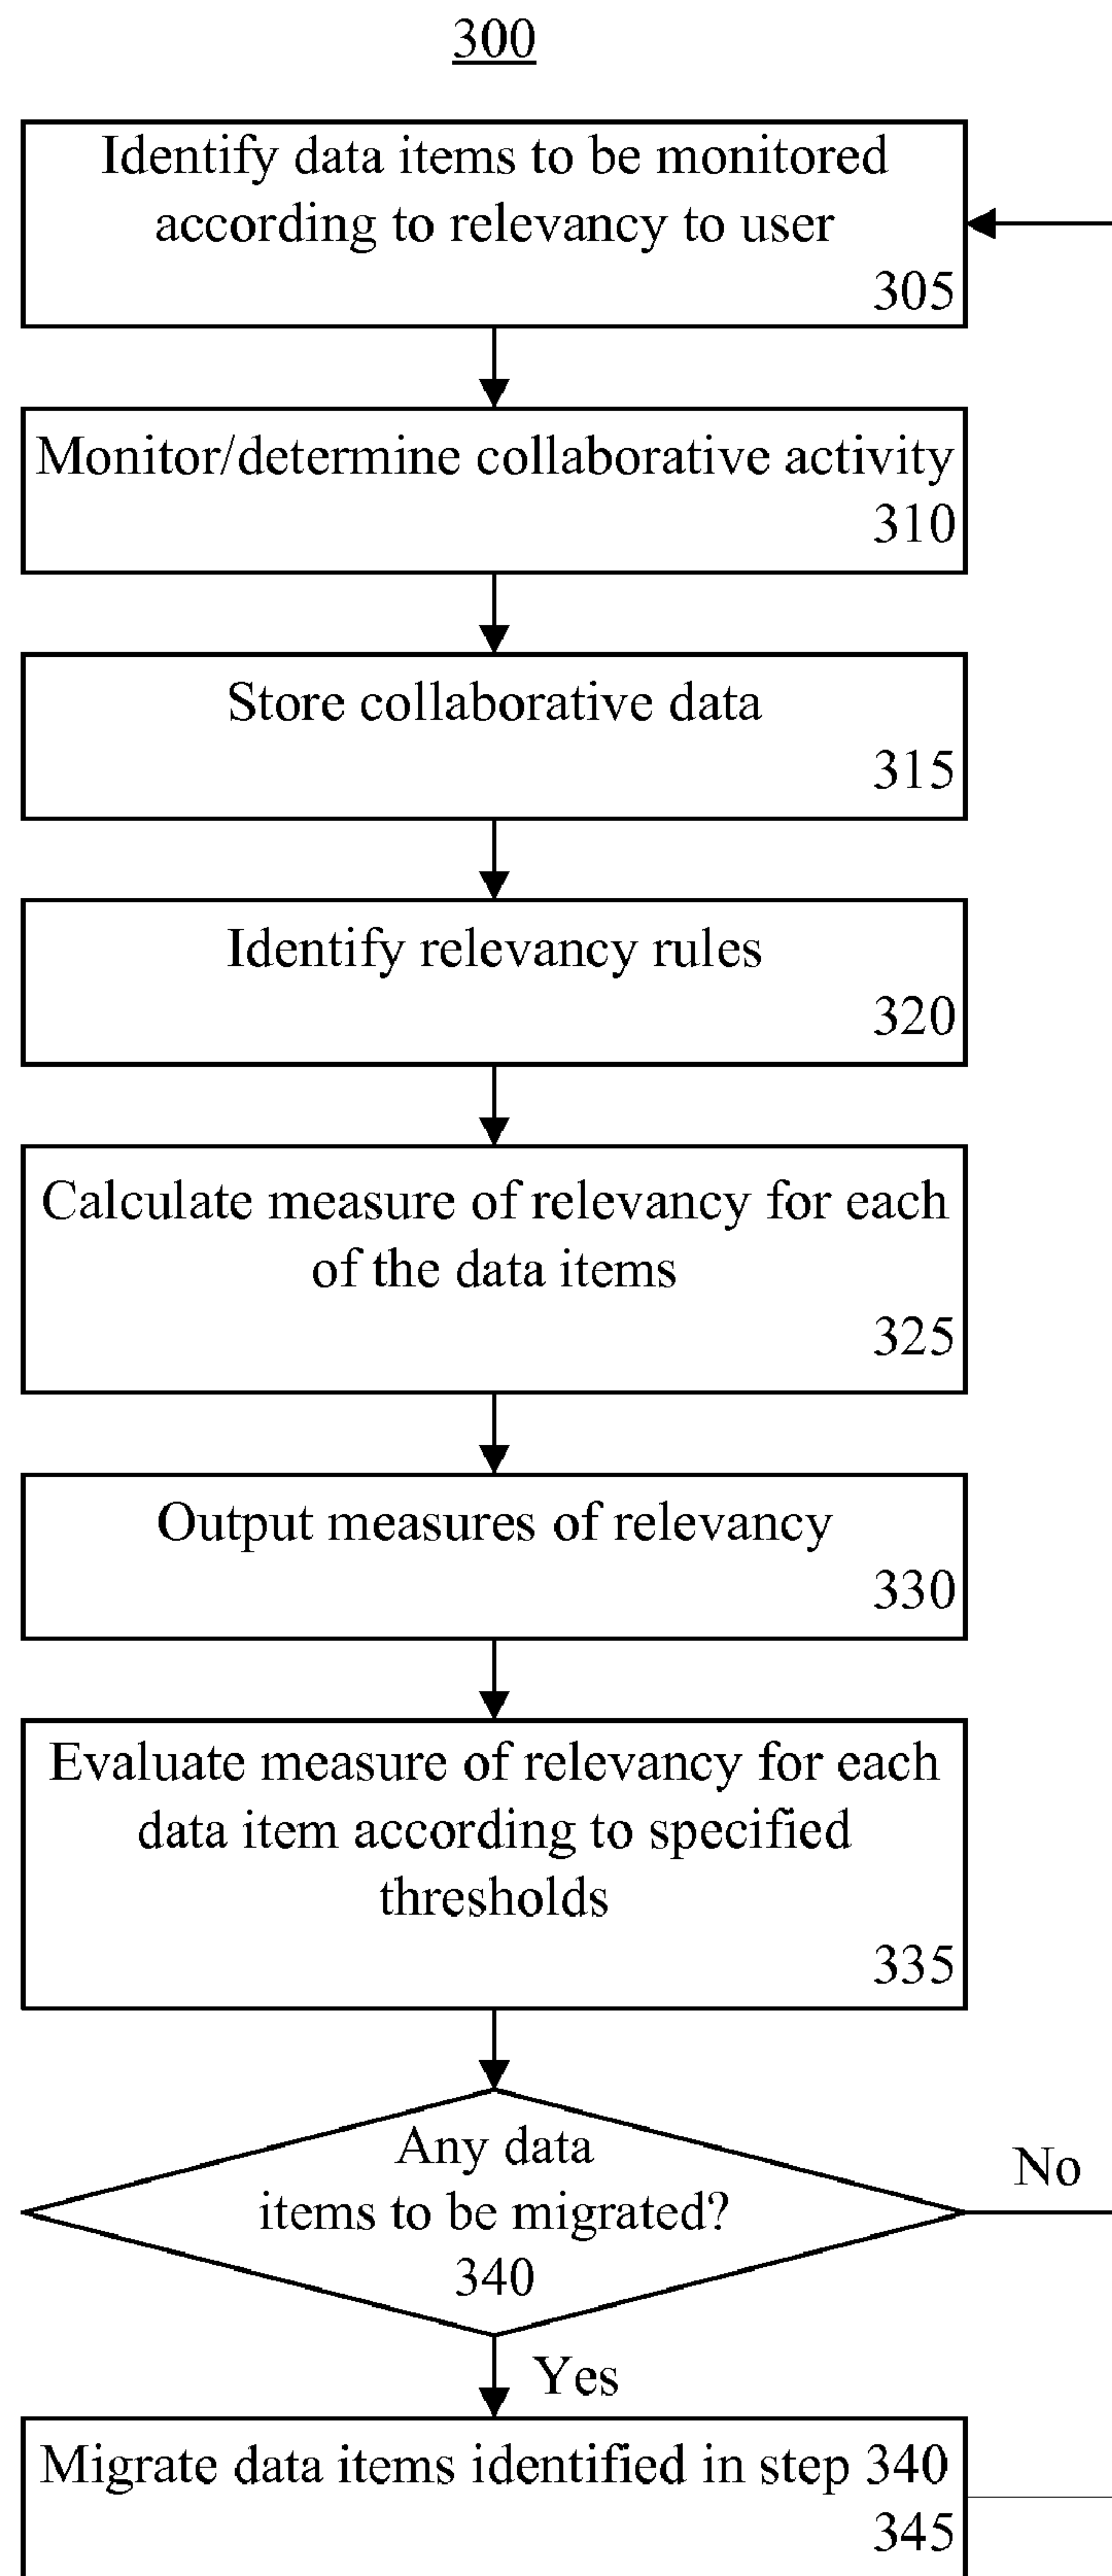 300
Identify data items to be monitored
according to relevancy to user
305
Monitor/determine collaborative activity
310
Store collaborative data
315
Identify relevancy rules
320
Calculate measure of relevancy for each
of the data items
325
Output measures of relevancy
330
Evaluate measure of relevancy for each
data item according to specified
thresholds
335
Any data
items to be migrated?
340
No
Yes
Migrate data items identified in step 340
345